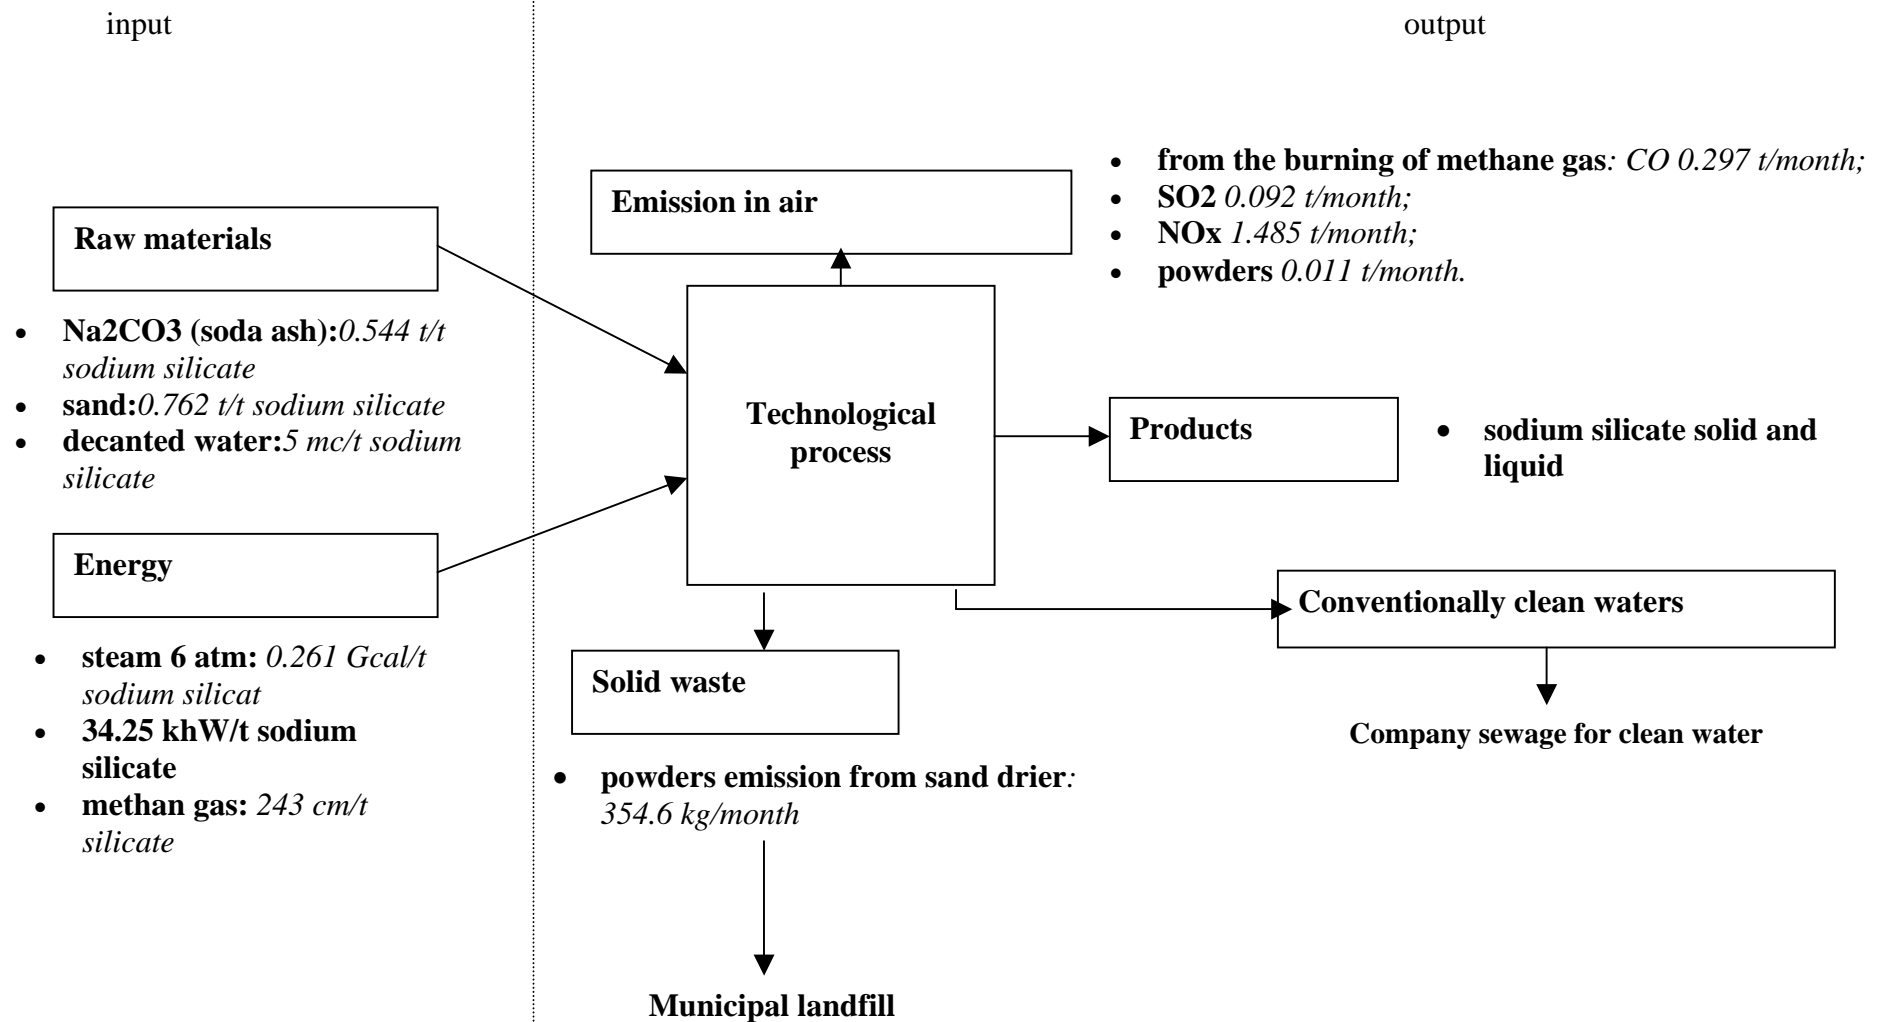 input
output
Raw materials
• Na2CO3 (soda ash):0.544 t/t
sodium silicate
• sand:0.762 t/t sodium silicate
• decanted water:5 mc/t sodium
silicate
Energy
• steam 6 atm: 0.261 Gcal/t
sodium silicat
• 34.25 khW/t sodium
silicate
• methan gas: 243 cm/t
silicate
Emission in air
• from the burning of methane gas: CO 0.297 t/month;
• SO2 0.092 t/month;
• NOx 1.485 t/month;
• powders 0.011 t/month.
Technological
process
Products
• sodium silicate solid and
liquid
Conventionally clean waters
Company sewage for clean water
Solid waste
• powders emission from sand drier:
354.6 kg/month
Municipal landfill